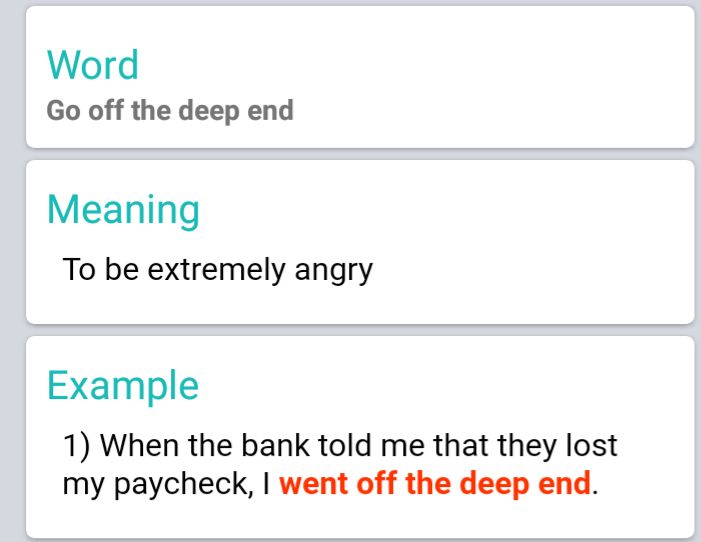 Word
Go off the deep end
Meaning
To be extremely angry
Example
1) When the bank told me that they lost
my paycheck, I went off the deep end.